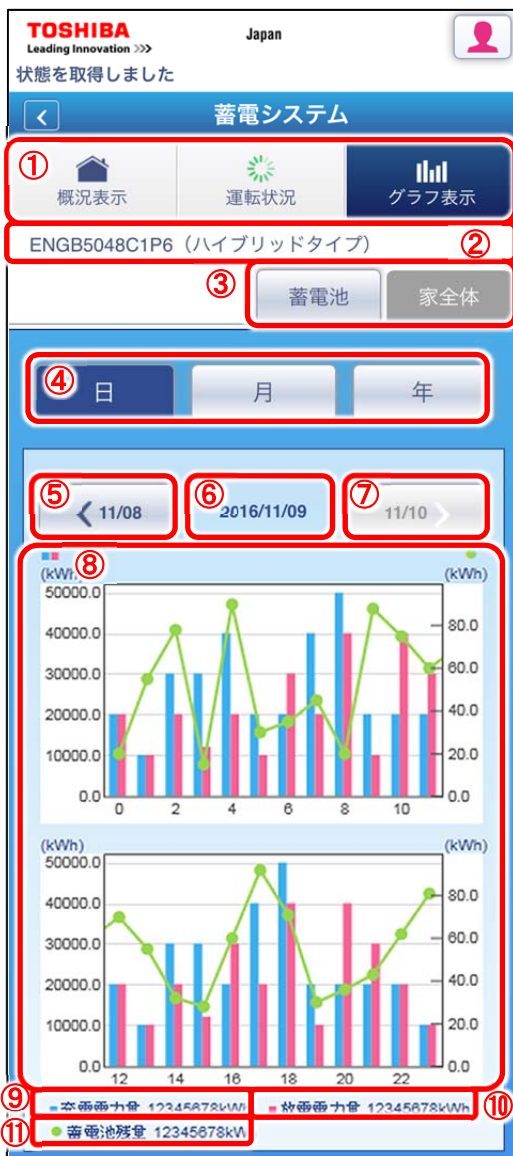 TOSHIBA
Leading Innovation >>>
Japan
状態を取得しました
蓄電システム
①
概況表示
運転状況
グラフ表示
ENGB5048C1P6（ハイブリッドタイプ）
②
③
蓄電池
家全体
④
日
月
年
⑤
11/08
⑥
2016/11/09
⑦
11/10
⑧
(kWh)
(kWh)
50000.0
40000.0
30000.0
20000.0
10000.0
0.0
80.0
60.0
40.0
20.0
0.0
0 2 4 6 8 10
(kWh)
(kWh)
50000.0
40000.0
30000.0
20000.0
10000.0
0.0
80.0
60.0
40.0
20.0
0.0
12 14 16 18 20 22
⑨
充電電力量 12345678kWh
放電電力量 12345678kWh
⑩
⑪
蓄電池残量 12345678kW